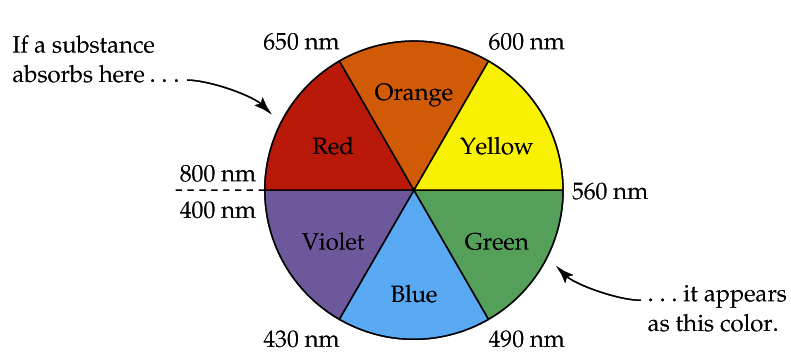 650 nm
600 nm
If a substance
absorbs here . . . .
Orange
Red
Yellow
800 nm
400 nm
560 nm
Violet
Green
Blue
. . . . it appears
as this color.
430 nm
490 nm